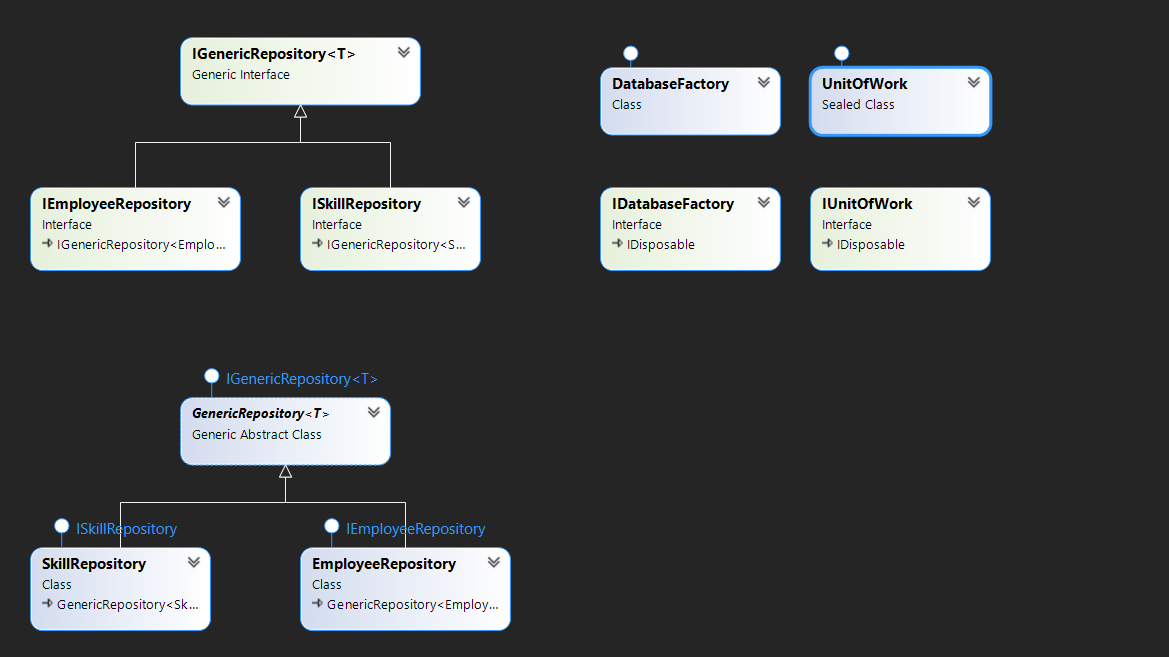 IGenericRepository<T>
Generic Interface
DatabaseFactory
Class
UnitOfWork
Sealed Class
IEmployeeRepository
Interface
IGenericRepository<Emplo...
ISkillRepository
Interface
IGenericRepository<S...
IDatabaseFactory
Interface
IDisposable
IUnitOfWork
Interface
IDisposable
IGenericRepository<T>
GenericRepository<T>
Generic Abstract Class
ISkillRepository
SkillRepository
Class
GenericRepository<Sk...
IEmployeeRepository
EmployeeRepository
Class
GenericRepository<Employ...